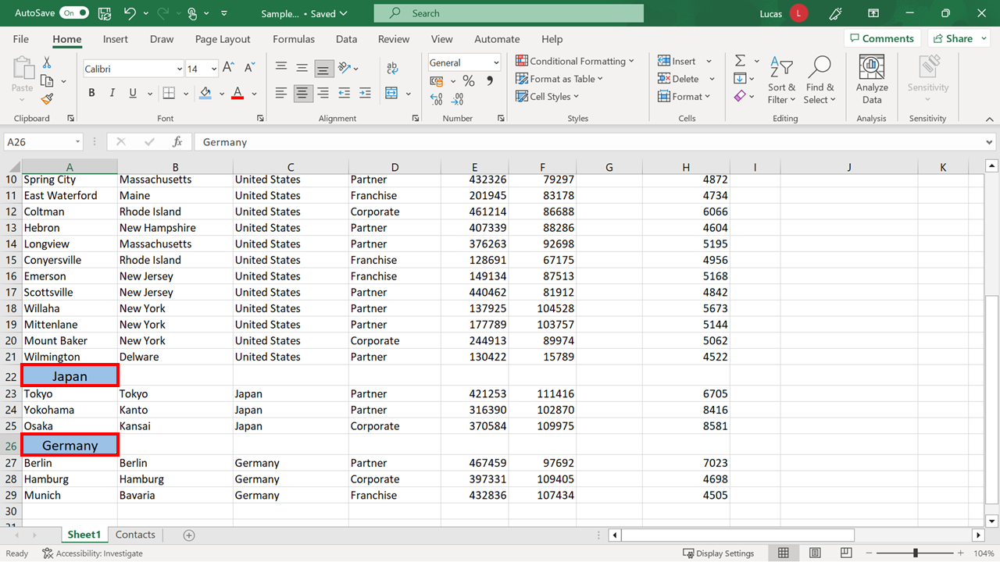 AutoSave On Sample... • Saved Search Lucas L
File Home Insert Draw Page Layout Formulas Data Review View Automate Help Comments Share
Paste Calibri 14 General Conditional Formatting Insert
B I U A ab % 9 Format as Table Delete Sort & Filter Find & Select Analyze Data Sensitivity
Cell Styles Format
Clipboard Font Alignment Number Styles Cells Editing Analysis Sensitivity
A26 fx Germany
A B C D E F G H I J K
10 Spring City Massachusetts United States Partner 432326 79297 4872
11 East Waterford Maine United States Franchise 201945 83178 4734
12 Coltman Rhode Island United States Corporate 461214 86688 6066
13 Hebron New Hampshire United States Partner 407339 88286 4604
14 Longview Massachusetts United States Partner 376263 92698 5195
15 Conyersville Rhode Island United States Franchise 128691 67175 4956
16 Emerson New Jersey United States Franchise 149134 87513 5168
17 Scottsville New Jersey United States Partner 440462 81912 4842
18 Willaha New York United States Partner 137925 104528 5673
19 Mittenlane New York United States Partner 177789 103757 5144
20 Mount Baker New York United States Corporate 244913 89974 5062
21 Wilmington Delware United States Partner 130422 15789 4522
22 Japan
23 Tokyo Tokyo Japan Partner 421253 111416 6705
24 Yokohama Kanto Japan Partner 316390 102870 8416
25 Osaka Kansai Japan Corporate 370584 109975 8581
26 Germany
27 Berlin Berlin Germany Partner 467459 97692 7023
28 Hamburg Hamburg Germany Corporate 397331 109405 4698
29 Munich Bavaria Germany Franchise 432836 107434 4505
30
31
Sheet1 Contacts
Ready Accessibility: Investigate Display Settings 104%